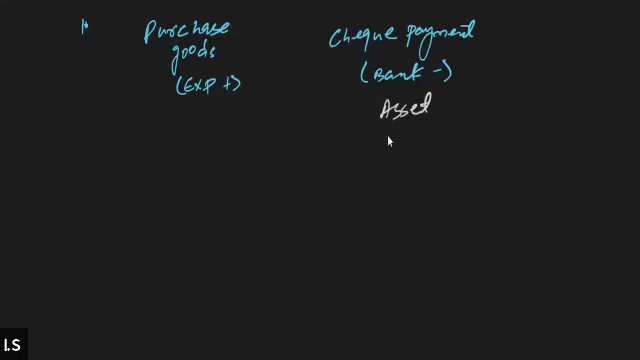 1.
Purchase goods
(Exp +)
Cheque payment
(Bank -)
Asset
I.S